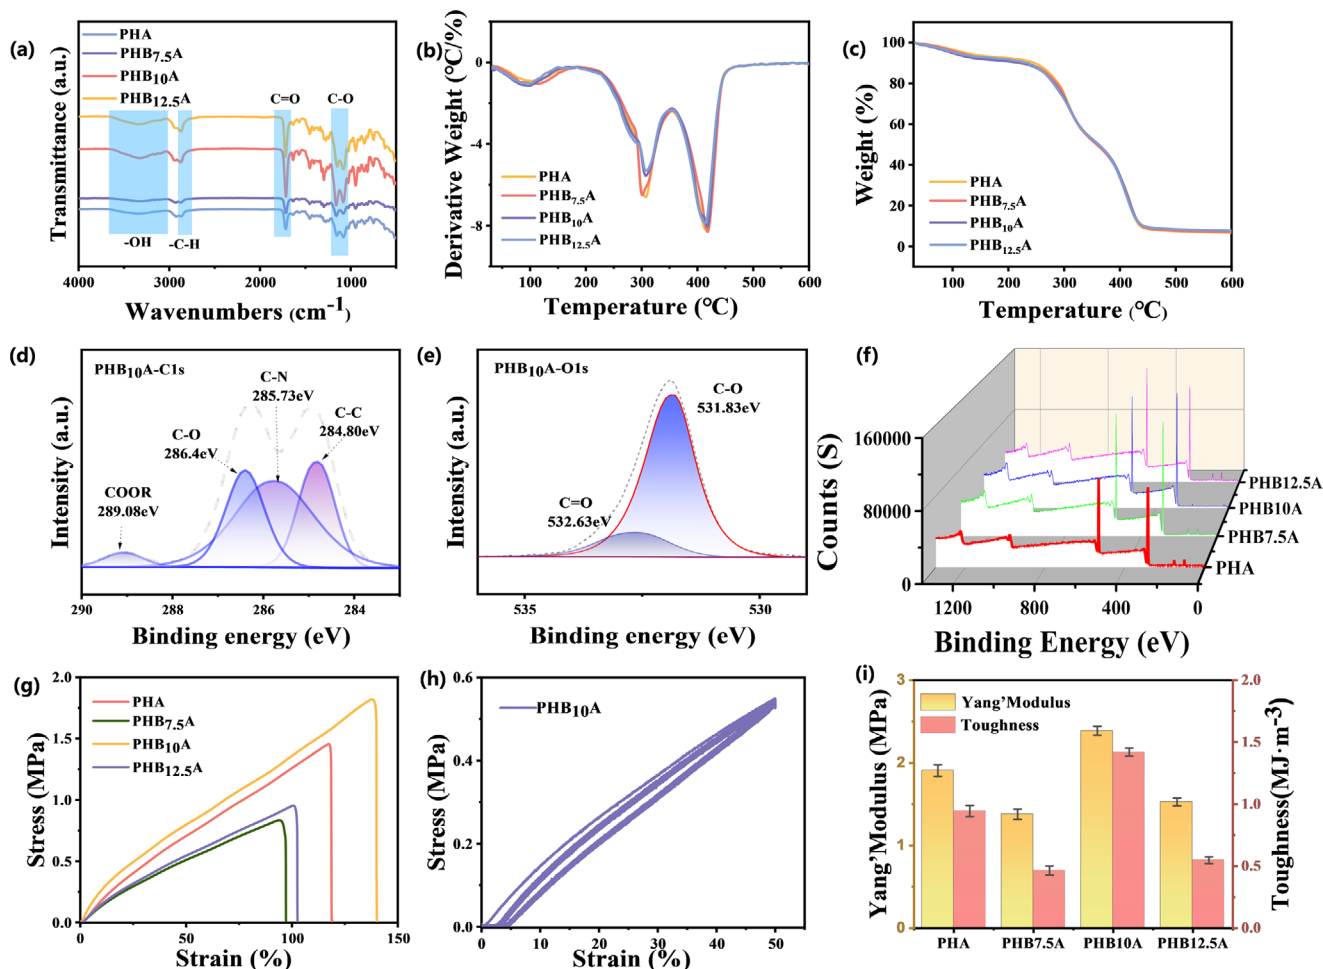 (a)
PHA
PHB7.5A
PHB10A
PHB12.5A
C=O
C-O
-OH
-C-H
Transmittance (a.u.)
4000
3000
2000
1000
Wavenumbers (cm-1)
(b)
0
-4
-8
PHA
PHB7.5A
PHB10A
PHB12.5A
Derivative Weight (°C/%)
100
200
300
400
500
600
Temperature (°C)
(c)
100
80
60
40
20
0
PHA
PHB7.5A
PHB10A
PHB12.5A
Weight (%)
100
200
300
400
500
600
Temperature (°C)
(d)
PHB10A-C1s
C-N
285.73eV
C-C
284.80eV
C-O
286.4eV
COOR
289.08eV
Intensity (a.u.)
290
288
286
284
Binding energy (eV)
(e)
PHB10A-O1s
C-O
531.83eV
C=O
532.63eV
Intensity (a.u.)
535
530
Binding energy (eV)
(f)
160000
80000
0
Counts (S)
PHB12.5A
PHB10A
PHB7.5A
PHA
1200
800
400
0
Binding Energy (eV)
(g)
2.0
1.5
1.0
0.5
0.0
PHA
PHB7.5A
PHB10A
PHB12.5A
Stress (MPa)
0
50
100
150
Strain (%)
(h)
0.6
0.4
0.2
0.0
PHB10A
Stress (MPa)
0
10
20
30
40
50
Strain (%)
(i)
3
2
1
0
Yang'Modulus
Toughness
Yang'Modulus (MPa)
2.0
1.5
1.0
0.5
0.0
Toughness(MJ·m-3)
PHA
PHB7.5A
PHB10A
PHB12.5A